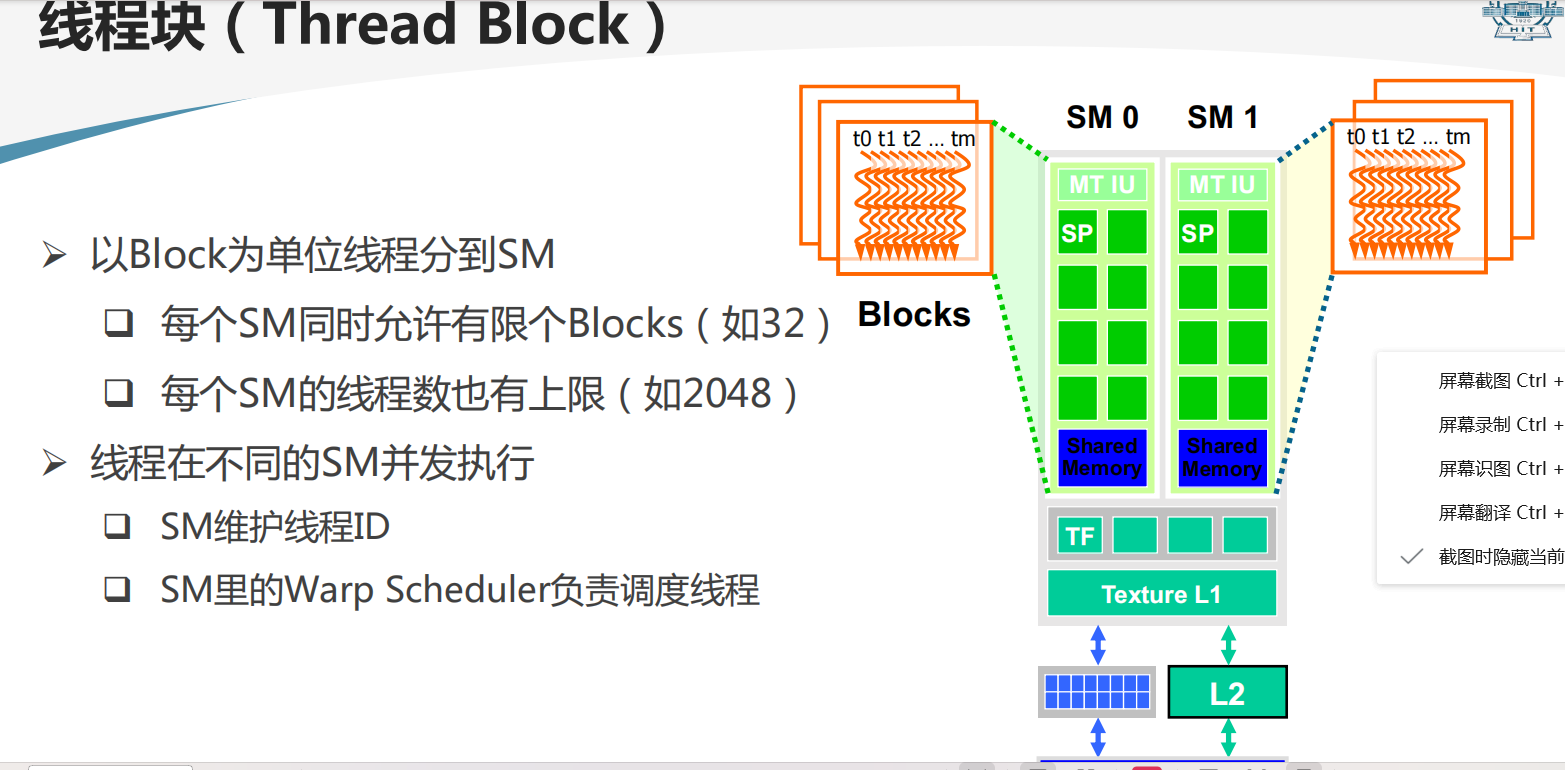 线程块（Thread Block）
1920
HIT
以Block为单位线程分到SM
每个SM同时允许有限个Blocks（如32）
每个SM的线程数也有上限（如2048）
线程在不同的SM并发执行
SM维护线程ID
SM里的Warp Scheduler负责调度线程
t0 t1 t2 ... tm
Blocks
SM 0
SM 1
MT IU
MT IU
SP
SP
Shared
Memory
Shared
Memory
TF
Texture L1
L2
t0 t1 t2 ... tm
屏幕截图 Ctrl +
屏幕录制 Ctrl +
屏幕识图 Ctrl +
屏幕翻译 Ctrl +
截图时隐藏当前